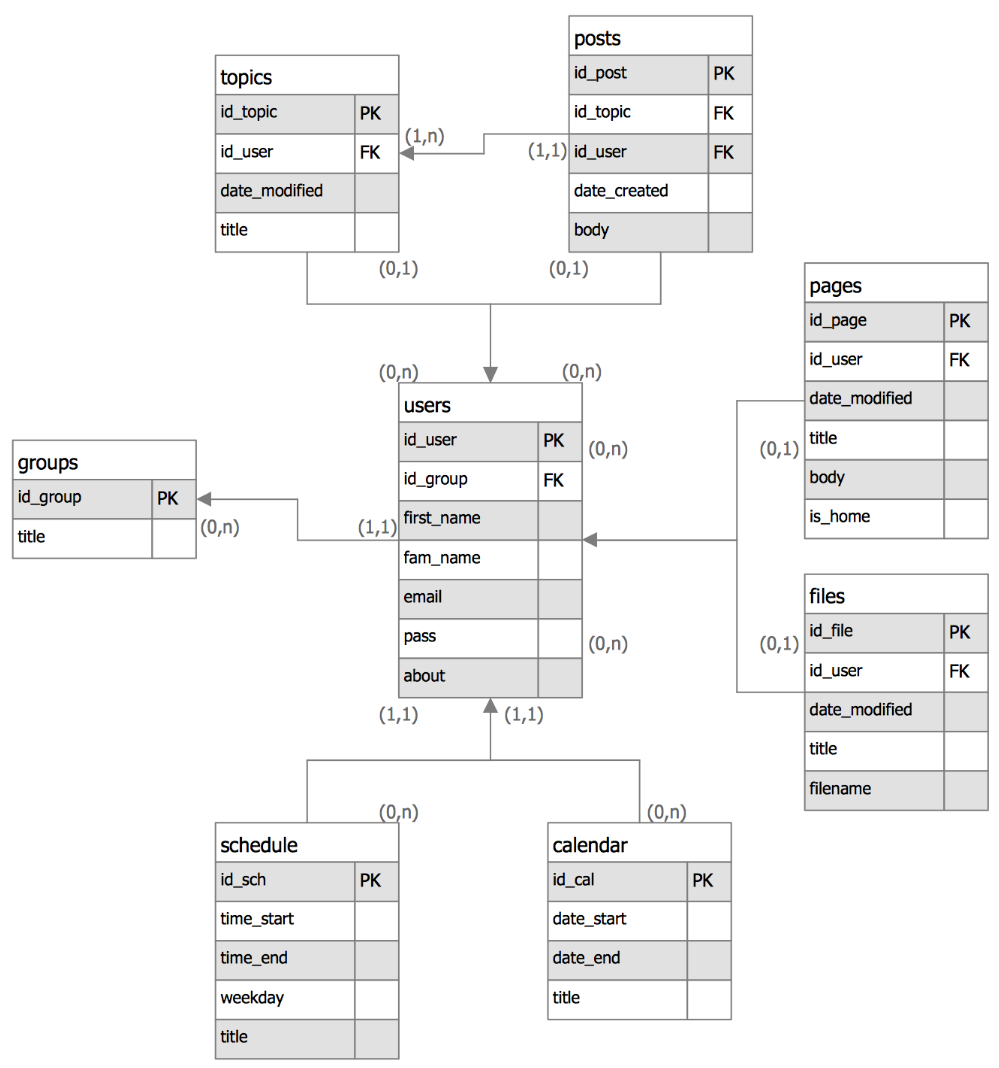 posts
id_post PK
id_topic FK
id_user FK
date_created
body
topics
id_topic PK
id_user FK
date_modified
title
(1,n)
(1,1)
(0,1)
(0,1)
pages
id_page PK
id_user FK
date_modified
title
body
is_home
(0,n)
(0,n)
users
id_user PK
id_group FK
first_name
fam_name
email
pass
about
(0,n)
(0,1)
groups
id_group PK
title
(0,n)
(1,1)
files
id_file PK
id_user FK
date_modified
title
filename
(0,n)
(0,1)
(1,1)
(1,1)
(0,n)
(0,n)
schedule
id_sch PK
time_start
time_end
weekday
title
calendar
id_cal PK
date_start
date_end
title